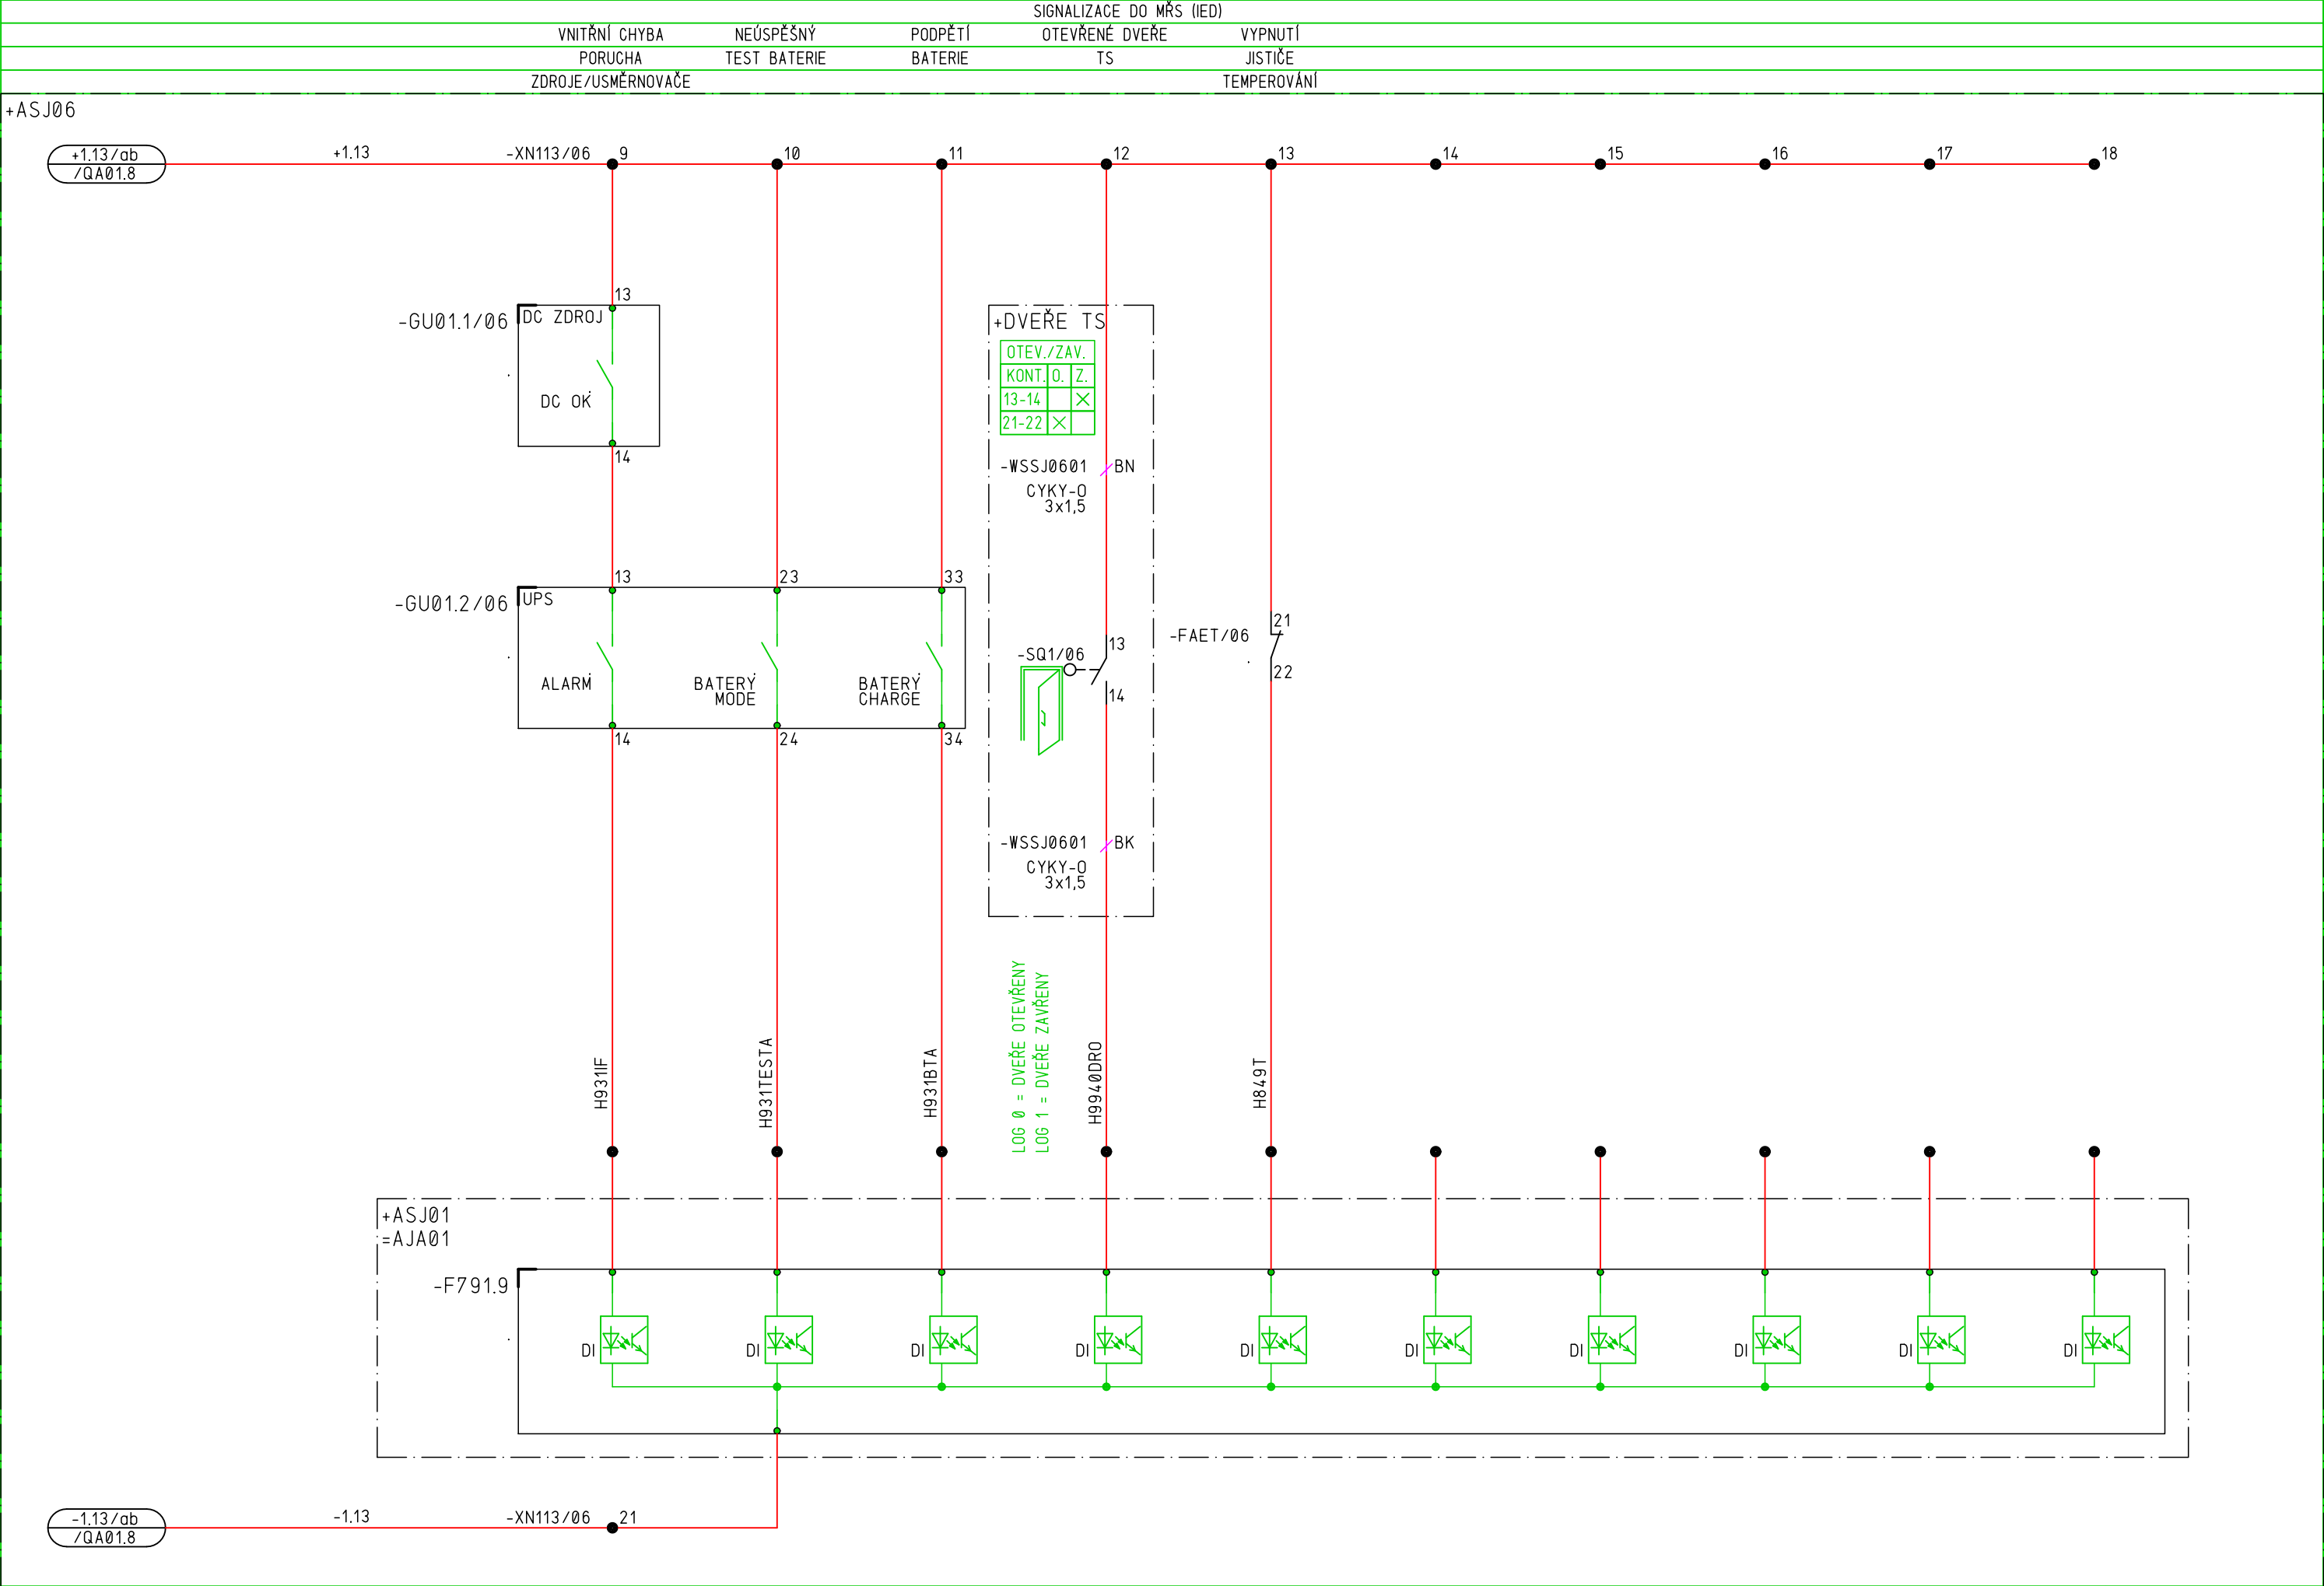 SIGNALIZACE DO MŘS (IED)
VNITŘNÍ CHYBA NEÚSPĚŠNÝ PODPĚTÍ OTEVŘENÉ DVEŘE VYPNUTÍ
PORUCHA TEST BATERIE BATERIE TS JISTIČE
ZDROJE/USMĚRNOVAČE TEMPEROVÁNÍ
+ASJ06
+1.13/ab
/QA01.8
+1.13
-XN113/06 9 10 11 12 13 14 15 16 17 18
13
-GU01.1/06
DC ZDROJ
DC OK
14
+DVEŘE TS
OTEV./ZAV.
KONT. O. Z.
13-14 X
21-22 X
-WSSJ0601 BN
CYKY-O
3x1,5
13 23 33
-GU01.2/06
UPS
ALARM
BATERY
MODE
BATERY
CHARGE
14 24 34
-SQ1/06
13
14
-FAET/06
21
22
-WSSJ0601 BK
CYKY-O
3x1,5
H931IF
H931TESTA
H931BTA
LOG 0 = DVEŘE OTEVŘENY
LOG 1 = DVEŘE ZAVŘENY
H9940DRO
H849T
+ASJ01
=AJA01
-F791.9
DI DI DI DI DI DI DI DI DI DI
-1.13/ab
/QA01.8
-1.13
-XN113/06 21